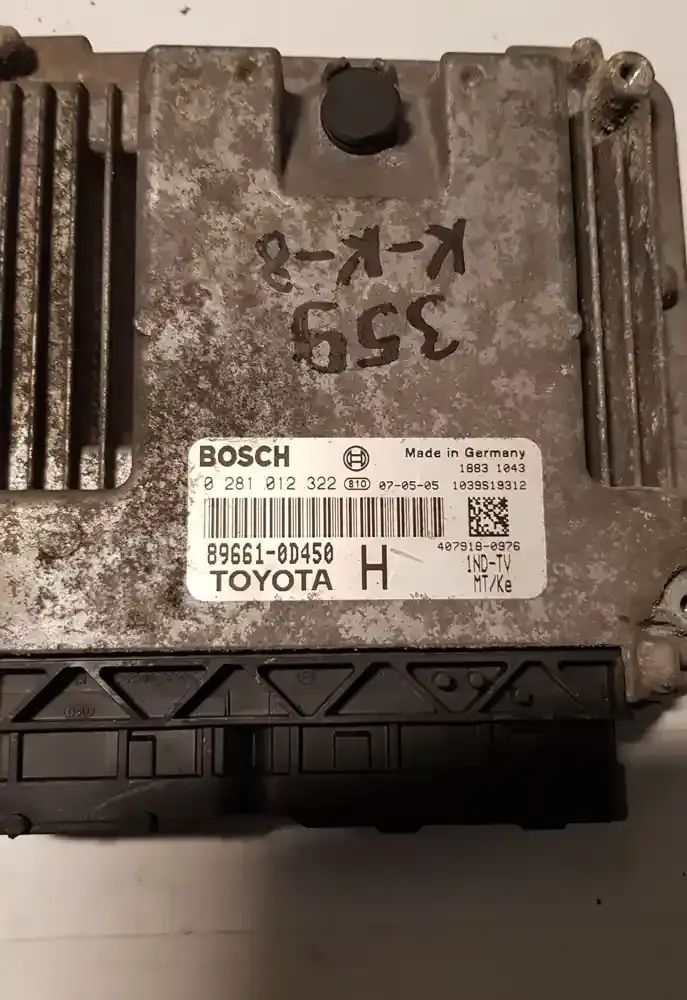 K-K-8
359
BOSCH Made in Germany
1883 1043
0 281 012 322 810 07-05-05 1039S19312
89661-0D450 407918-0976
TOYOTA H 1ND-TV
MT/Ke